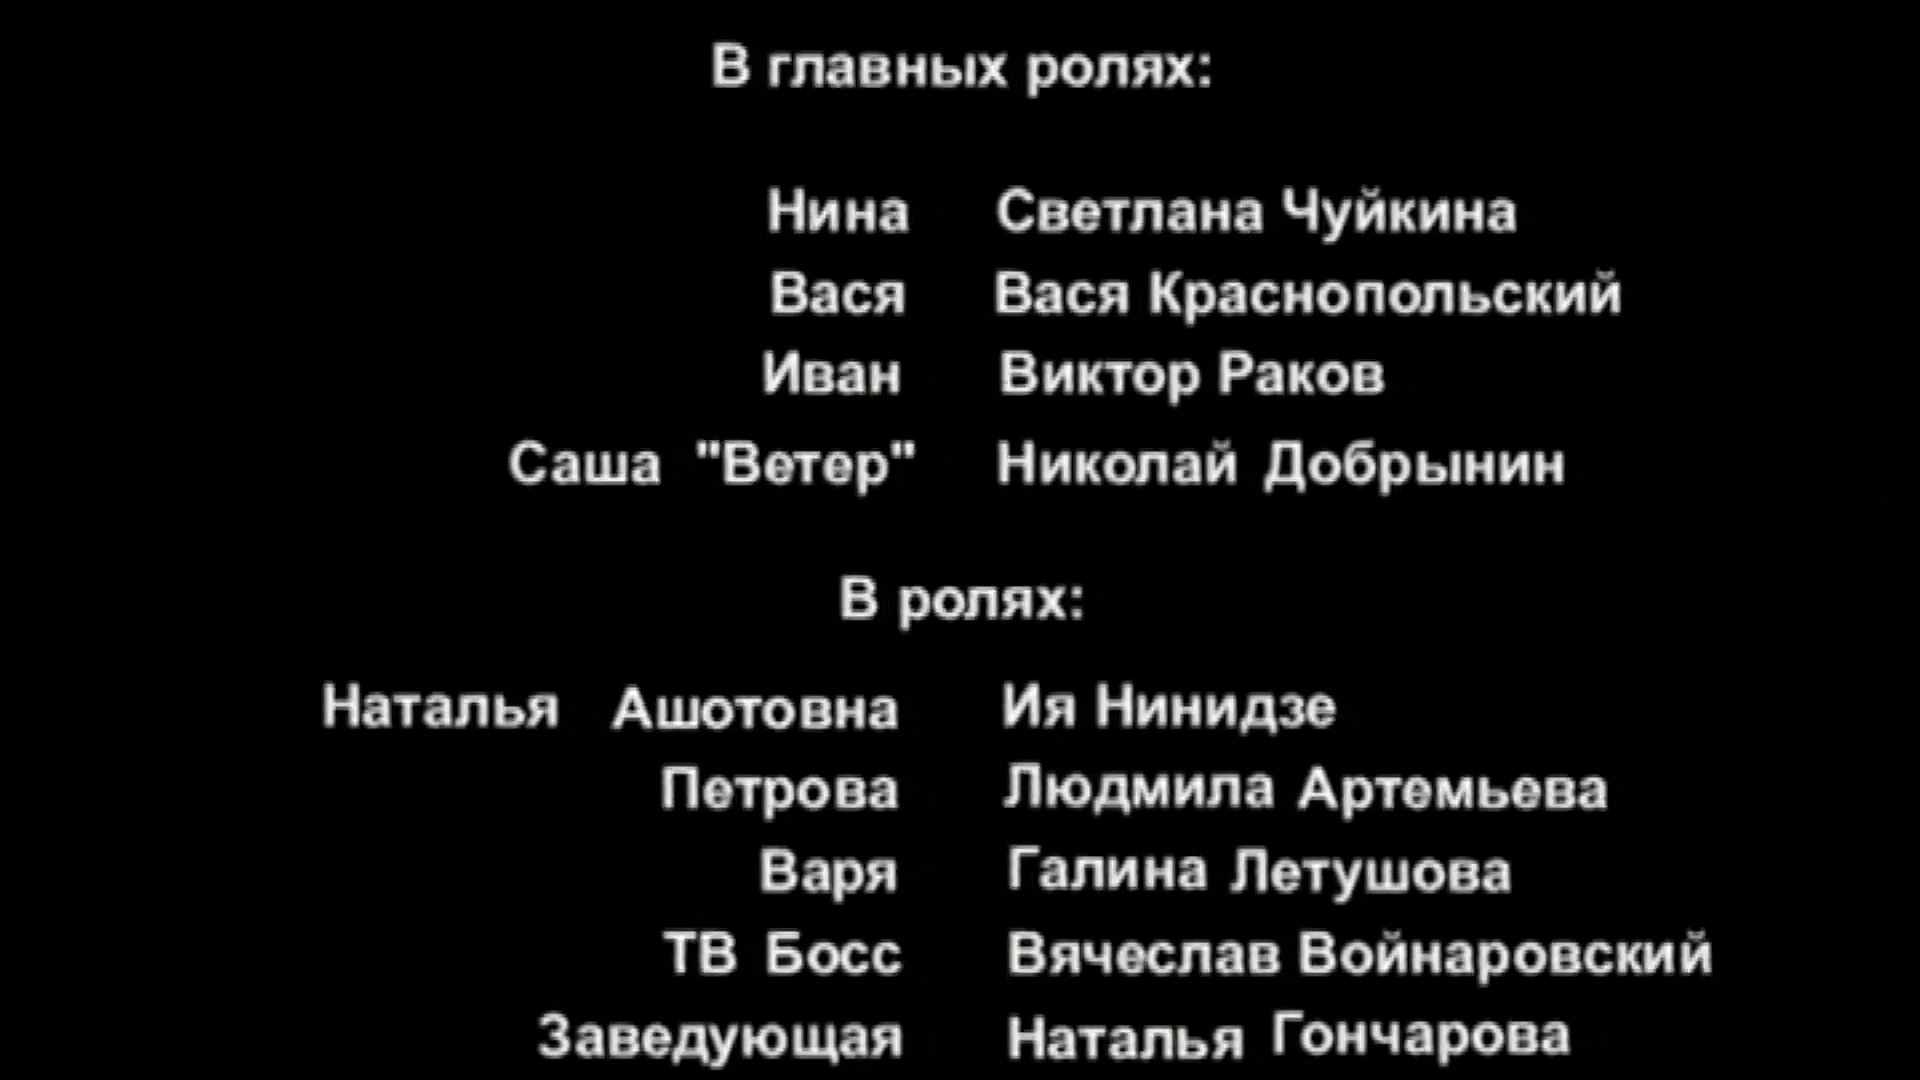 В главных ролях:
Нина Светлана Чуйкина
Вася Вася Краснопольский
Иван Виктор Раков
Саша "Ветер" Николай Добрынин
В ролях:
Наталья Ашотовна Ия Нинидзе
Петрова Людмила Артемьева
Варя Галина Летушова
ТВ Босс Вячеслав Войнаровский
Заведующая Наталья Гончарова